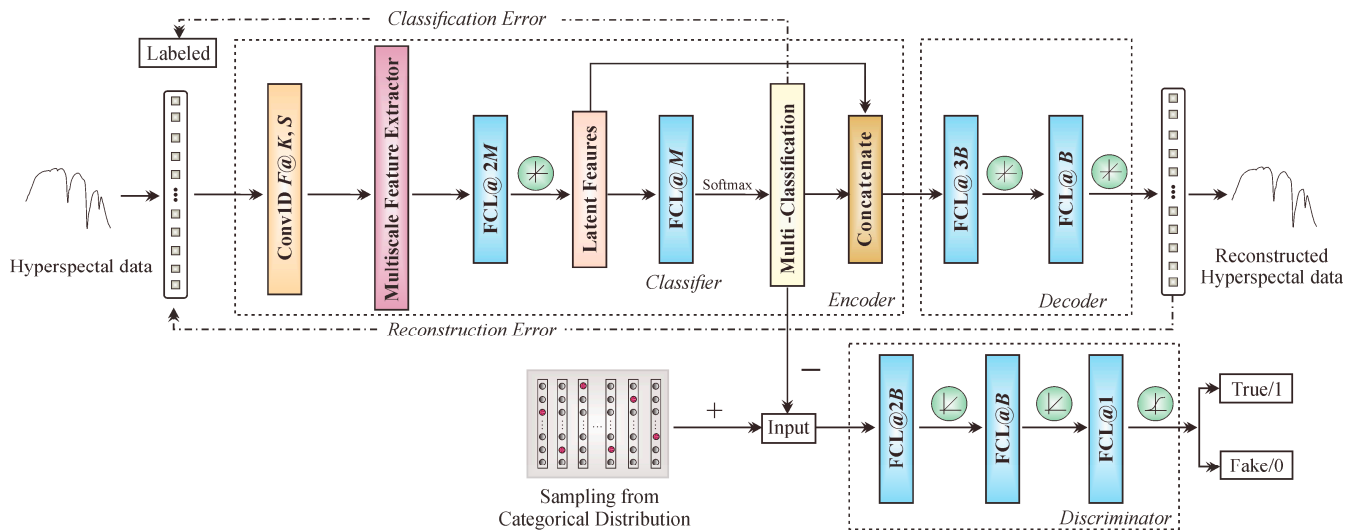 Classification Error
Labeled
Conv1D F@ K, S
Multiscale Feature Extractor
FCL@ 2M
Latent Feaures
FCL@ M
Softmax
Multi -Classification
Concatenate
FCL@ 3B
FCL@ B
Hyperspectal data
Classifier
Encoder
Decoder
Reconstructed
Hyperspectal data
Reconstruction Error
+
−
Input
FCL@2B
FCL@B
FCL@1
True/1
Fake/0
Sampling from
Categorical Distribution
Discriminator